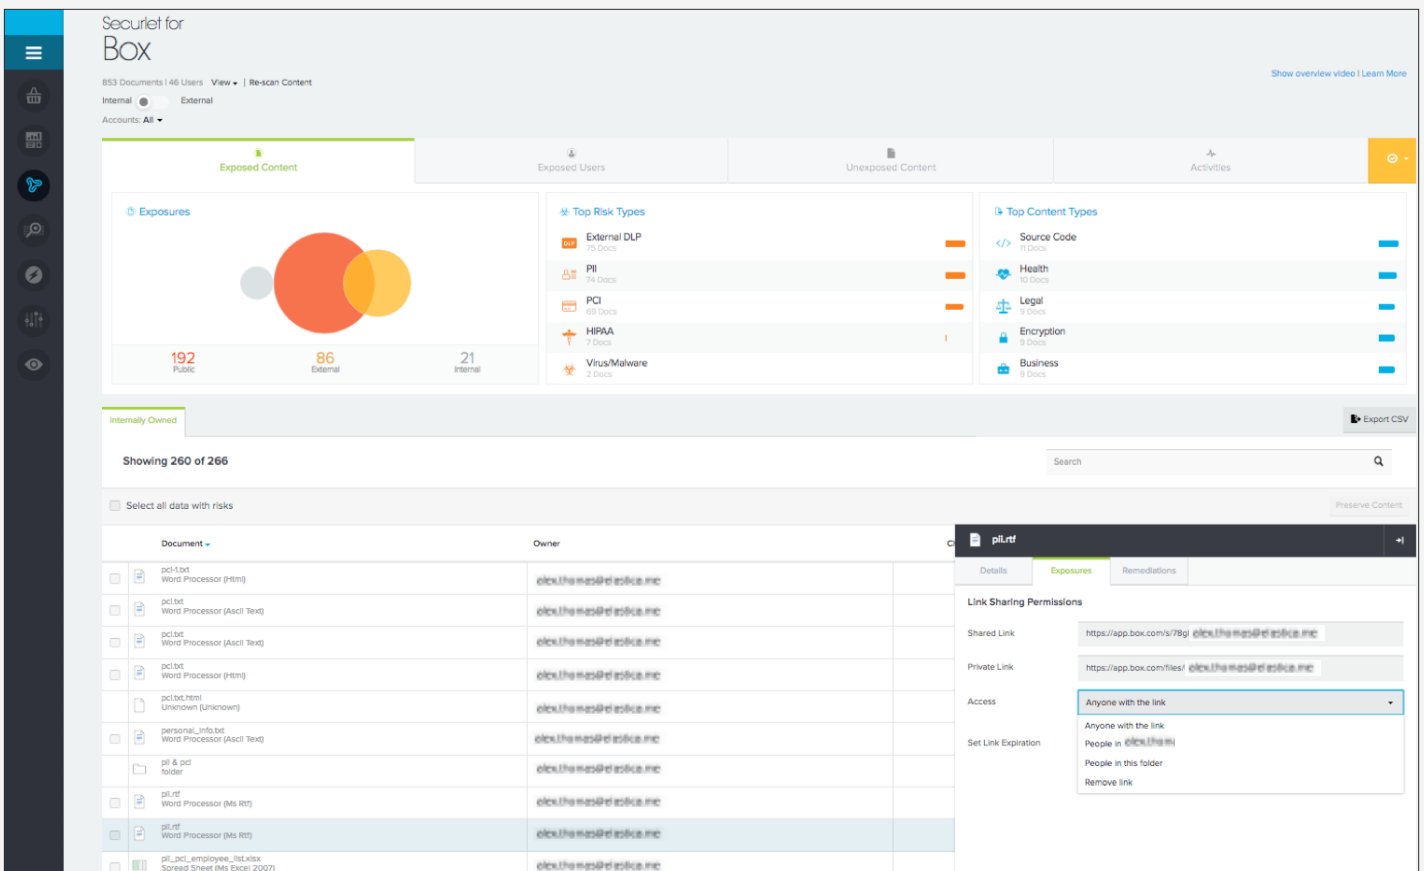 Securlet for
Box
853 Documents | 46 Users View | Re-scan Content
Show overview video | Learn More
Internal External
Accounts: All
Exposed Content
Exposed Users
Unexposed Content
Activities
Exposures
192
Public
86
External
21
Internal
Top Risk Types
DLP
External DLP
75 Docs
PII
74 Docs
PCI
69 Docs
HIPAA
7 Docs
Virus/Malware
2 Docs
Top Content Types
Source Code
11 Docs
Health
10 Docs
Legal
9 Docs
Encryption
9 Docs
Business
9 Docs
Internally Owned
Export CSV
Showing 260 of 266
Search
Select all data with risks
Preserve Content
Document
Owner
pci-1.txt
Word Processor (Html)
pci.txt
Word Processor (Ascii Text)
pci.txt
Word Processor (Ascii Text)
pci.txt
Word Processor (Html)
pci.txt.html
Unknown (Unknown)
personal_info.txt
Word Processor (Ascii Text)
pii & pci
folder
pii.rtf
Word Processor (Ms Rtf)
pii.rtf
Word Processor (Ms Rtf)
pii_pci_employee_list.xlsx
Spread Sheet (Ms Excel 2007)
pii.rtf
Details
Exposures
Remediations
Link Sharing Permissions
Shared Link
https://app.box.com/s/78gl
Private Link
https://app.box.com/files/
Access
Anyone with the link
Set Link Expiration
Anyone with the link
People in
People in this folder
Remove link